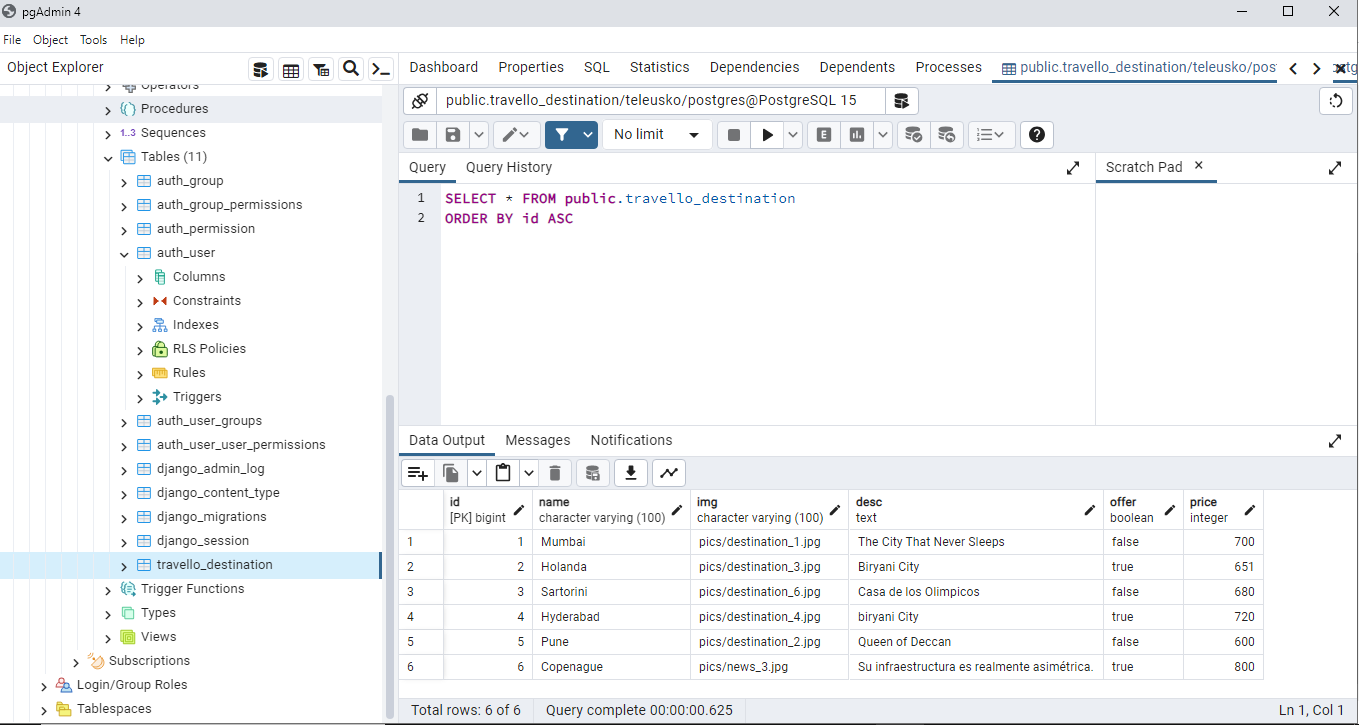 pgAdmin 4
File Object Tools Help
Object Explorer
Operators
Procedures
1..3 Sequences
Tables (11)
auth_group
auth_group_permissions
auth_permission
auth_user
Columns
Constraints
Indexes
RLS Policies
Rules
Triggers
auth_user_groups
auth_user_user_permissions
django_admin_log
django_content_type
django_migrations
django_session
travello_destination
Trigger Functions
Types
Views
Subscriptions
Login/Group Roles
Tablespaces
Dashboard Properties SQL Statistics Dependencies Dependents Processes public.travello_destination/teleusko/pos
public.travello_destination/teleusko/postgres@PostgreSQL 15
No limit E
Query Query History
1 SELECT * FROM public.travello_destination
2 ORDER BY id ASC
Scratch Pad
Data Output Messages Notifications
id name img desc offer price
[PK] bigint character varying (100) character varying (100) text boolean integer
1 1 Mumbai pics/destination_1.jpg The City That Never Sleeps false 700
2 2 Holanda pics/destination_3.jpg Biryani City true 651
3 3 Sartorini pics/destination_6.jpg Casa de los Olimpicos false 680
4 4 Hyderabad pics/destination_4.jpg biryani City true 720
5 5 Pune pics/destination_2.jpg Queen of Deccan false 600
6 6 Copenague pics/news_3.jpg Su infraestructura es realmente asimétrica. true 800
Total rows: 6 of 6 Query complete 00:00:00.625 Ln 1, Col 1